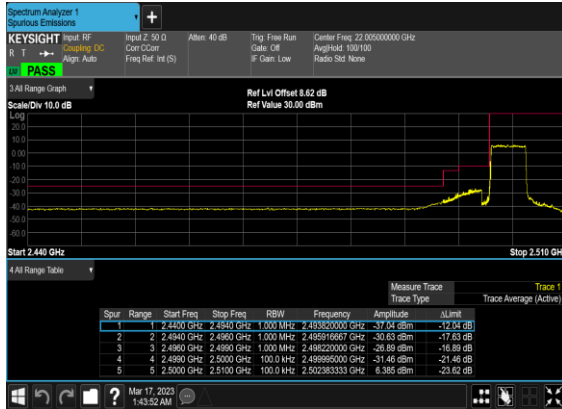 Spectrum Analyzer 1
Spurious Emissions
KEYSIGHT Input: RF Input Z: 50 Ω Atten: 40 dB Trig: Free Run Center Freq: 22.005000000 GHz
R T Coupling: DC Corr CCorr Gate: Off Avg|Hold: 100/100
Align: Auto Freq Ref: Int (S) IF Gain: Low Radio Std: None
PASS
3 All Range Graph
Ref Lvl Offset 8.62 dB
Scale/Div 10.0 dB Ref Value 30.00 dBm
Log
20.0
10.0
0.00
-10.0
-20.0
-30.0
-40.0
-50.0
-60.0
Start 2.440 GHz Stop 2.510 GH
4 All Range Table
Measure Trace Trace 1
Trace Type Trace Average (Active)
Spur Range Start Freq Stop Freq RBW Frequency Amplitude ΔLimit
1 1 2.4400 GHz 2.4940 GHz 1.000 MHz 2.493820000 GHz -37.04 dBm -12.04 dB
2 2 2.4940 GHz 2.4960 GHz 1.000 MHz 2.495916667 GHz -30.63 dBm -17.63 dB
3 3 2.4960 GHz 2.4990 GHz 1.000 MHz 2.498220000 GHz -26.89 dBm -16.89 dB
4 4 2.4990 GHz 2.5000 GHz 100.0 kHz 2.499995000 GHz -31.46 dBm -21.46 dB
5 5 2.5000 GHz 2.5100 GHz 100.0 kHz 2.502383333 GHz 6.385 dBm -23.62 dB
Mar 17, 2023
1:43:52 AM